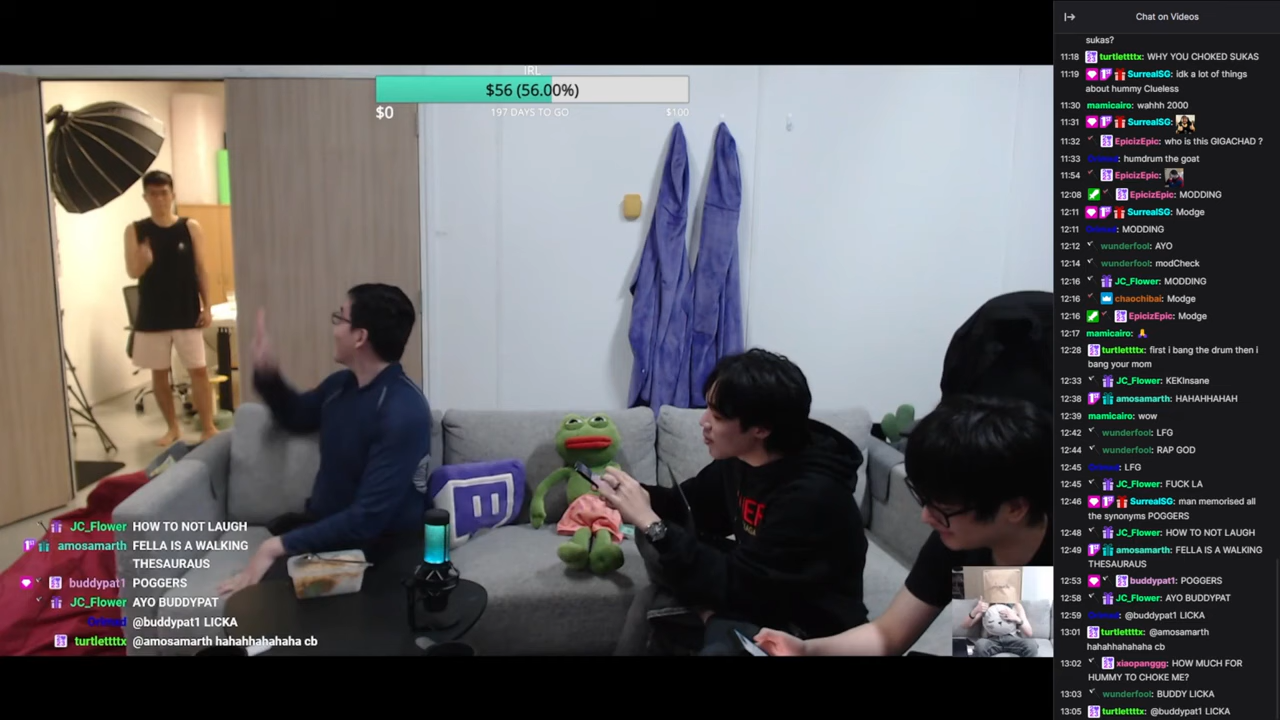 IRL
$56 (56.00%)
$0
197 DAYS TO GO
$100
JC_Flower HOW TO NOT LAUGH
amosamarth FELLA IS A WALKING
THESAURAUS
buddypat1 POGGERS
JC_Flower AYO BUDDYPAT
@buddypat1 LICKA
turtlettttx @amosamarth hahahhahahaha cb
Chat on Videos
sukas?
11:18 turtlettttx: WHY YOU CHOKED SUKAS
11:19 SurrealSG: idk a lot of things
about hummy Clueless
11:30 mamicairo: wahhh 2000
11:31 SurrealSG:
11:32 EpicizEpic: who is this GIGACHAD ?
11:33 humdrum the goat
11:54 EpicizEpic:
12:08 EpicizEpic: MODDING
12:11 SurrealSG: Modge
12:11 MODDING
12:12 wunderfool: AYO
12:14 wunderfool: modCheck
12:16 JC_Flower: MODDING
12:16 chaochibai: Modge
12:16 EpicizEpic: Modge
12:17 mamicairo: 🙏
12:28 turtlettttx: first i bang the drum then i
bang your mom
12:33 JC_Flower: KEKInsane
12:38 amosamarth: HAHAHHAHAH
12:39 mamicairo: wow
12:42 wunderfool: LFG
12:44 wunderfool: RAP GOD
12:45 LFG
12:45 JC_Flower: FUCK LA
12:46 SurrealSG: man memorised all
the synonyms POGGERS
12:48 JC_Flower: HOW TO NOT LAUGH
12:49 amosamarth: FELLA IS A WALKING
THESAURAUS
12:53 buddypat1: POGGERS
12:58 JC_Flower: AYO BUDDYPAT
12:59 @buddypat1 LICKA
13:01 turtlettttx: @amosamarth
hahahhahahaha cb
13:02 xiaopanggg: HOW MUCH FOR
HUMMY TO CHOKE ME?
13:03 wunderfool: BUDDY LICKA
13:05 turtlettttx: @buddypat1 LICKA